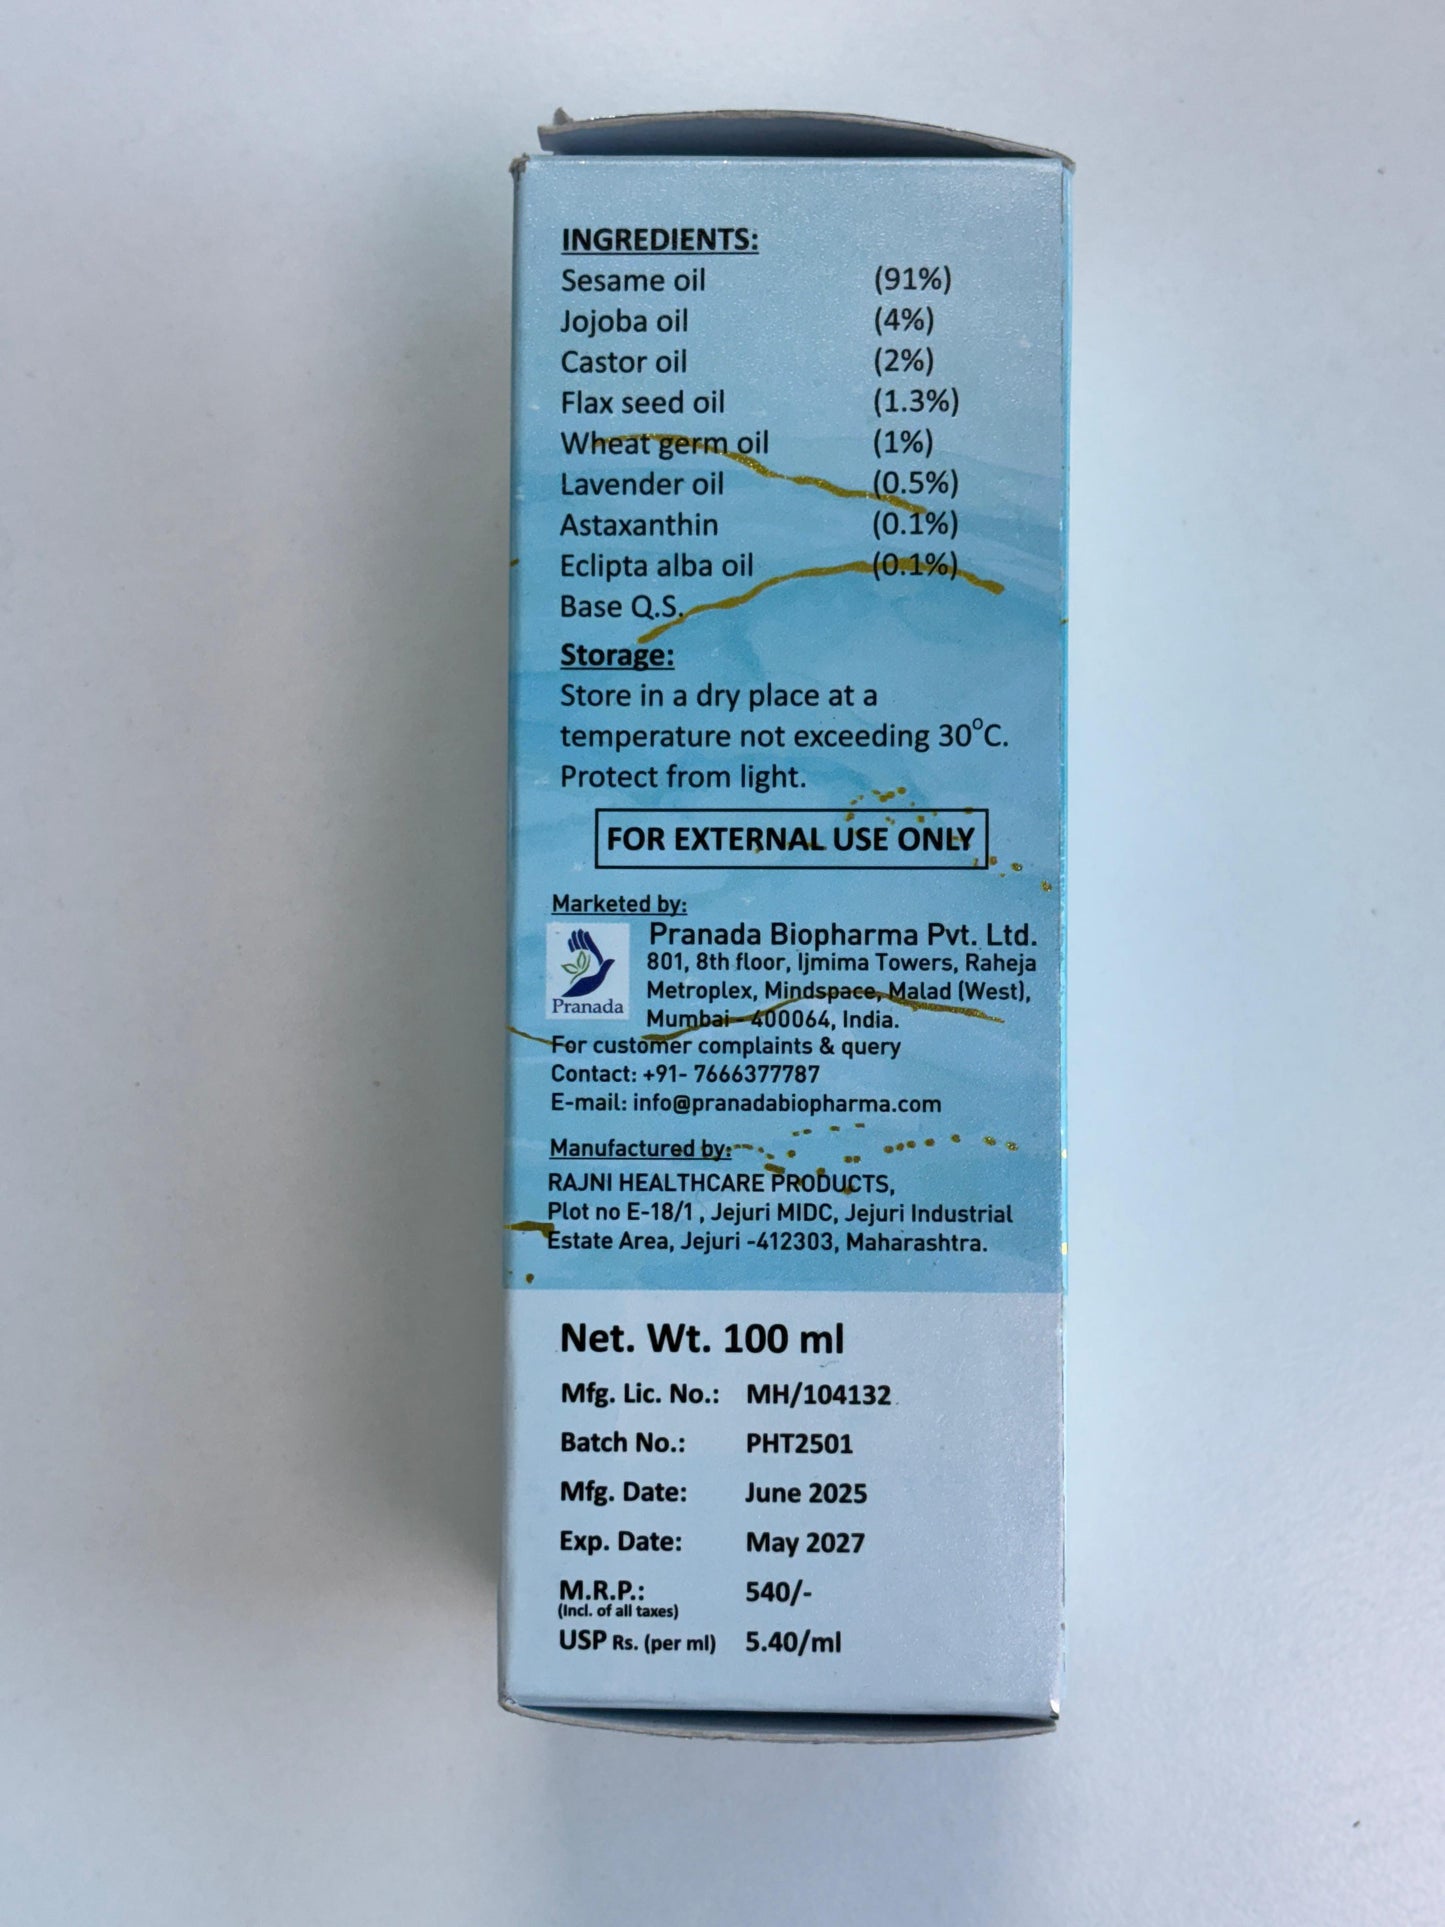 INGREDIENTS:
Sesame oil (91%)
Jojoba oil (4%)
Castor oil (2%)
Flax seed oil (1.3%)
Wheat germ oil (1%)
Lavender oil (0.5%)
Astaxanthin (0.1%)
Eclipta alba oil (0.1%)
Base Q.S.
Storage:
Store in a dry place at a
temperature not exceeding 30°C.
Protect from light.
FOR EXTERNAL USE ONLY
Marketed by:
Pranada
Pranada Biopharma Pvt. Ltd.
801, 8th floor, Ijmima Towers, Raheja
Metroplex, Mindspace, Malad (West),
Mumbai - 400064, India.
For customer complaints & query
Contact: +91- 7666377787
E-mail: info@pranadabiopharma.com
Manufactured by:
RAJNI HEALTHCARE PRODUCTS,
Plot no E-18/1 , Jejuri MIDC, Jejuri Industrial
Estate Area, Jejuri -412303, Maharashtra.
Net. Wt. 100 ml
Mfg. Lic. No.: MH/104132
Batch No.: PHT2501
Mfg. Date: June 2025
Exp. Date: May 2027
M.R.P.: 540/-
(Incl. of all taxes)
USP Rs. (per ml) 5.40/ml